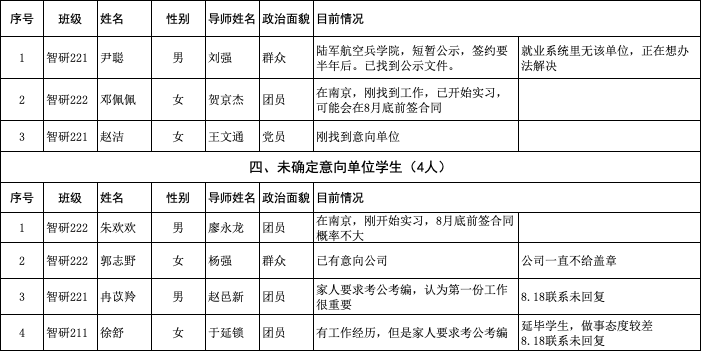 序号 班级 姓名 性别 导师姓名 政治面貌 目前情况
1 智研221 尹聪 男 刘强 群众 陆军航空兵学院，短暂公示，签约要 就业系统里无该单位，正在想办
半年后。已找到公示文件。 法解决
2 智研222 邓佩佩 女 贺京杰 团员 在南京，刚找到工作，已开始实习，
可能会在8月底前签合同
3 智研221 赵洁 女 王文通 党员 刚找到意向单位
四、未确定意向单位学生（4人）
序号 班级 姓名 性别 导师姓名 政治面貌 目前情况
1 智研222 朱欢欢 男 廖永龙 团员 在南京，刚开始实习，8月底前签合同
概率不大
2 智研222 郭志野 女 杨强 群众 已有意向公司 公司一直不给盖章
3 智研221 冉苡羚 男 赵邑新 团员 家人要求考公考编，认为第一份工作 8.18联系未回复
很重要
4 智研211 徐舒 女 于延锁 团员 有工作经历，但是家人要求考公考编 延毕学生，做事态度较差
8.18联系未回复